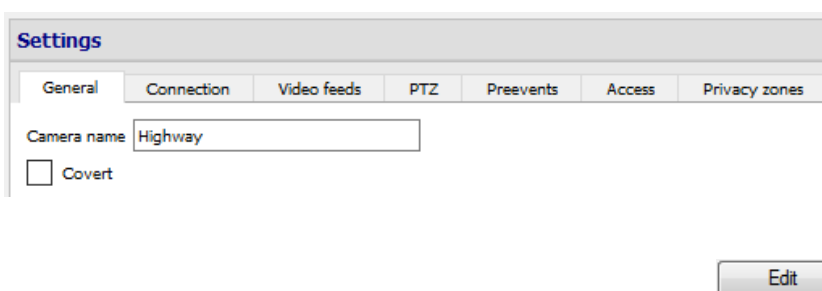 Settings
General Connection Video feeds PTZ Preevents Access Privacy zones
Camera name Highway
Covert
Edit